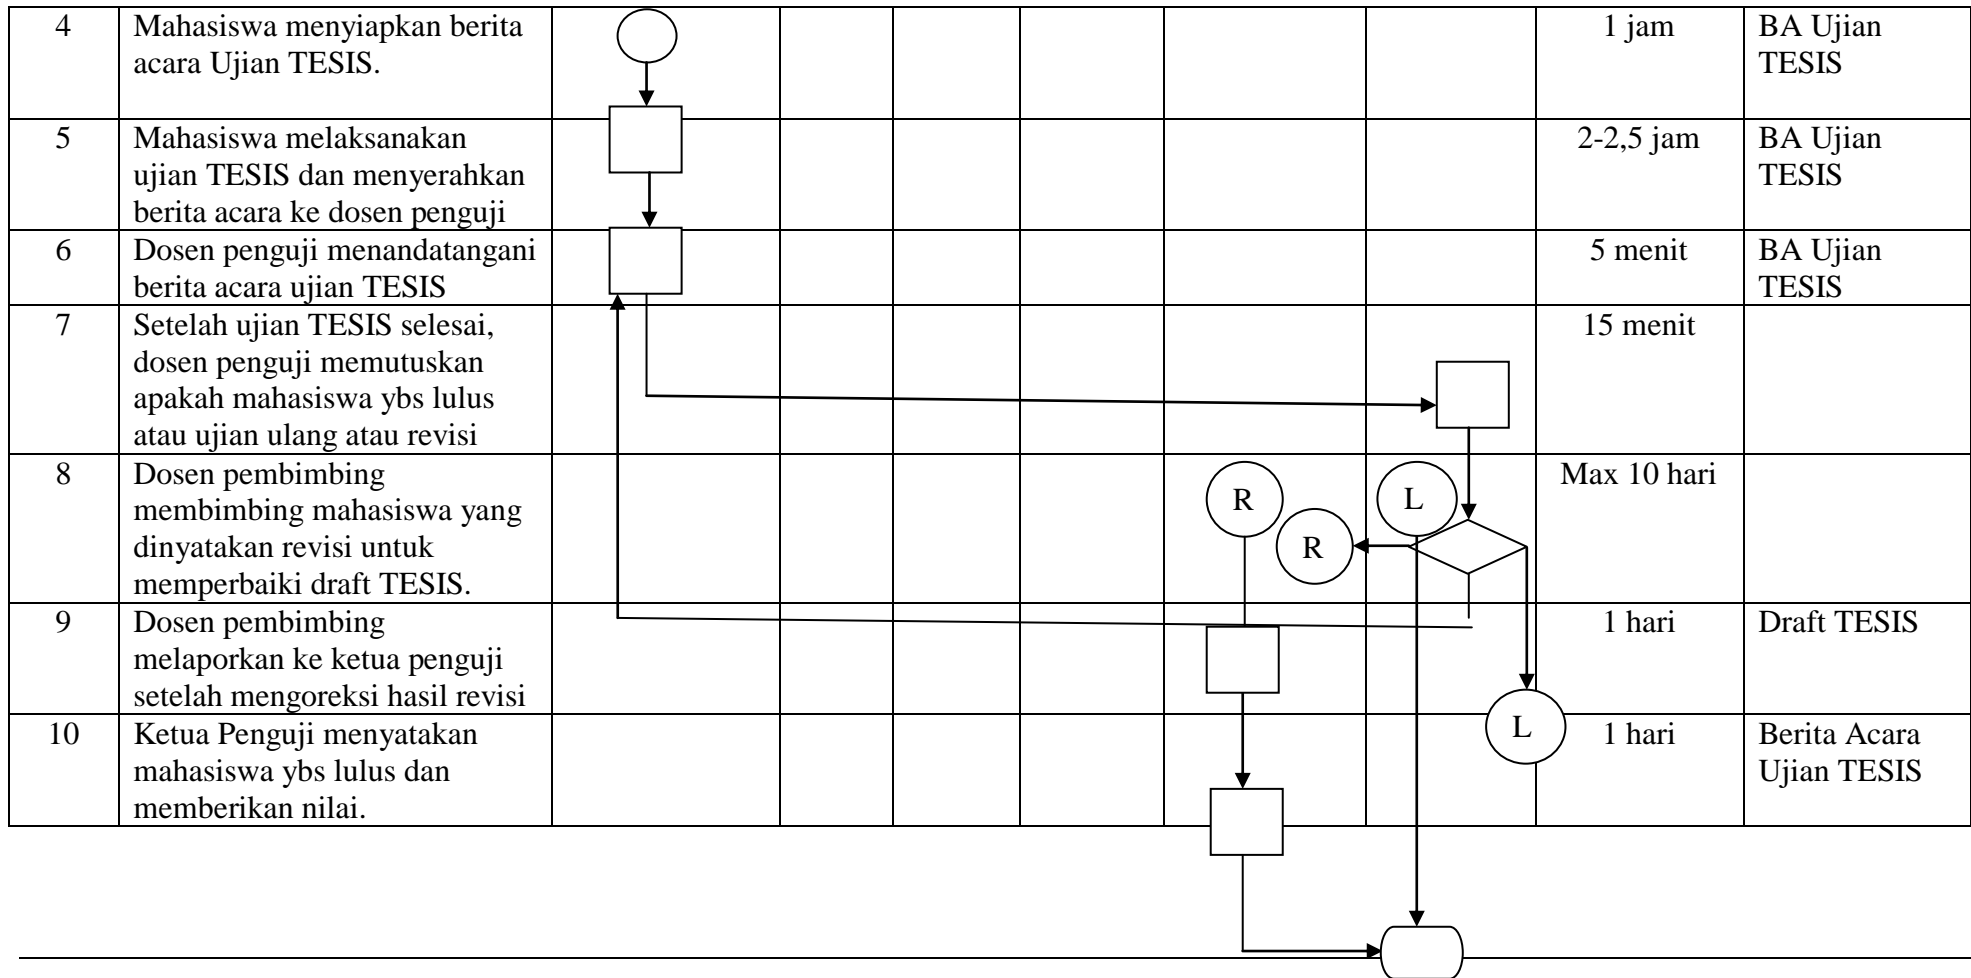 4
Mahasiswa menyiapkan berita
acara Ujian TESIS.
1 jam
BA Ujian
TESIS
5
Mahasiswa melaksanakan
ujian TESIS dan menyerahkan
berita acara ke dosen penguji
2-2,5 jam
BA Ujian
TESIS
6
Dosen penguji menandatangani
berita acara ujian TESIS
5 menit
BA Ujian
TESIS
7
Setelah ujian TESIS selesai,
dosen penguji memutuskan
apakah mahasiswa ybs lulus
atau ujian ulang atau revisi
15 menit
8
Dosen pembimbing
membimbing mahasiswa yang
dinyatakan revisi untuk
memperbaiki draft TESIS.
R
R
L
Max 10 hari
9
Dosen pembimbing
melaporkan ke ketua penguji
setelah mengoreksi hasil revisi
1 hari
Draft TESIS
10
Ketua Penguji menyatakan
mahasiswa ybs lulus dan
memberikan nilai.
L
1 hari
Berita Acara
Ujian TESIS